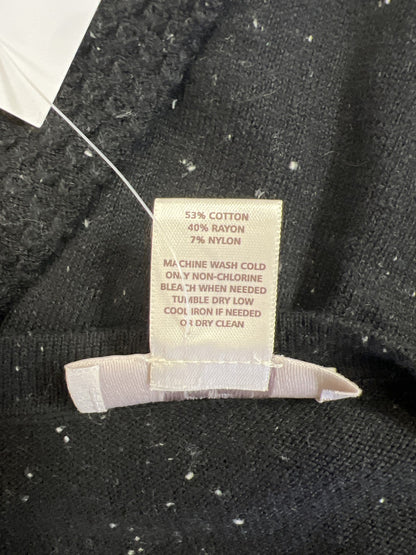 53% COTTON
40% RAYON
7% NYLON
MACHINE WASH COLD
ONLY NON-CHLORINE
BLEACH WHEN NEEDED
TUMBLE DRY LOW
COOL IRON IF NEEDED
OR DRY CLEAN